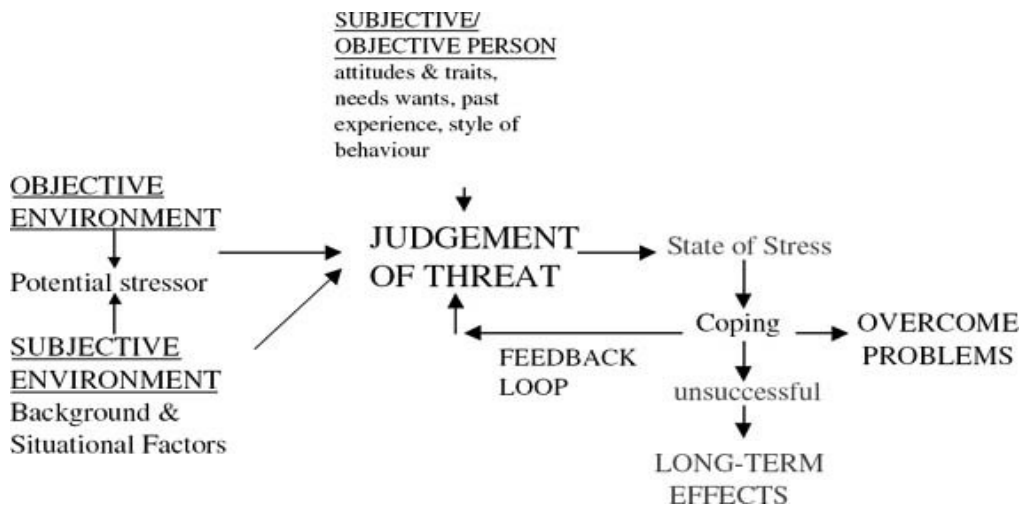 SUBJECTIVE/
OBJECTIVE PERSON
attitudes & traits,
needs wants, past
experience, style of
behaviour
OBJECTIVE
ENVIRONMENT
Potential stressor
SUBJECTIVE
ENVIRONMENT
Background &
Situational Factors
JUDGEMENT
OF THREAT
State of Stress
Coping
OVERCOME
PROBLEMS
FEEDBACK
LOOP
unsuccessful
LONG-TERM
EFFECTS